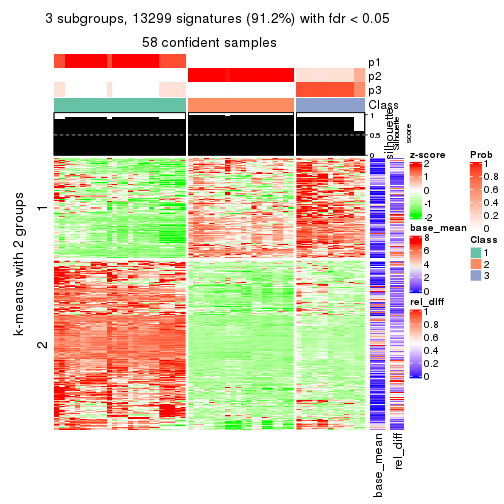 3 subgroups, 13299 signatures (91.2%) with fdr < 0.05
58 confident samples
p1
p2
p3
Class
1
0.5
0
silhouette
Silhouette
score
k-means with 2 groups
1
2
base_mean
rel_diff
z-score
2
1
0
-1
-2
base_mean
8
6
4
2
0
rel_diff
1
0.8
0.6
0.4
0.2
0
Prob
1
0.8
0.6
0.4
0.2
0
Class
1
2
3